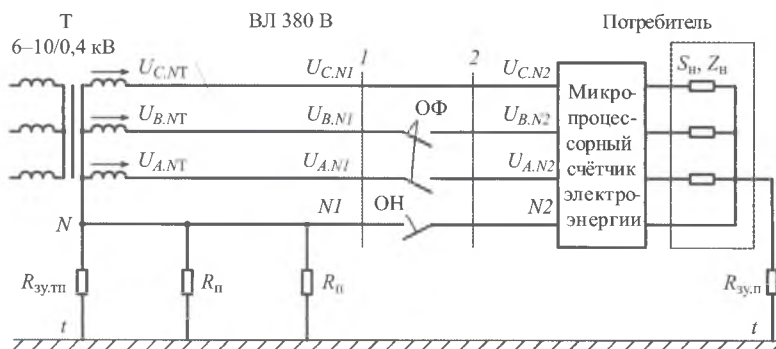 Т
ВЛ 380 В
Потребитель
6–10/0,4 кВ
1
2
U_C.NT
U_C.N1
U_C.N2
S_н, Z_н
U_B.NT
U_B.N1
ОФ
U_B.N2
U_A.NT
U_A.N1
U_A.N2
Микро-
процес-
сорный
счётчик
электро-
энергии
N
N1
ОН
N2
R_зу.тп
R_п
R_п
R_зу.п
t
t